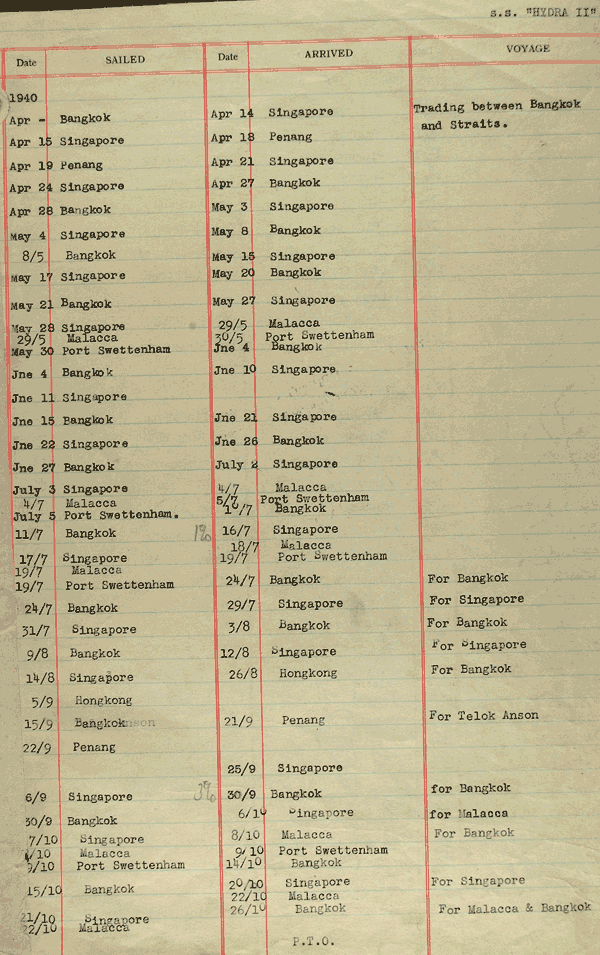 s.s. "HYDRA II"
Date SAILED Date ARRIVED VOYAGE
1940
Apr - Bangkok Apr 14 Singapore Trading between Bangkok
and Straits.
Apr 15 Singapore Apr 18 Penang
Apr 19 Penang Apr 21 Singapore
Apr 24 Singapore Apr 27 Bangkok
Apr 28 Bangkok May 3 Singapore
May 4 Singapore May 8 Bangkok
8/5 Bangkok May 15 Singapore
May 17 Singapore May 20 Bangkok
May 21 Bangkok May 27 Singapore
May 28 Singapore 29/5 Malacca
29/5 Malacca 30/5 Port Swettenham
May 30 Port Swettenham Jne 4 Bangkok
Jne 4 Bangkok Jne 10 Singapore
Jne 11 Singapore
Jne 15 Bangkok Jne 21 Singapore
Jne 22 Singapore Jne 26 Bangkok
Jne 27 Bangkok July 2 Singapore
July 3 Singapore 4/7 Malacca
4/7 Malacca 5/7 Port Swettenham
July 5 Port Swettenham. 10/7 Bangkok
11/7 Bangkok 16/7 Singapore
18/7 Malacca
17/7 Singapore 19/7 Port Swettenham
19/7 Malacca
19/7 Port Swettenham 24/7 Bangkok For Bangkok
24/7 Bangkok 29/7 Singapore For Singapore
31/7 Singapore 3/8 Bangkok For Bangkok
9/8 Bangkok 12/8 Singapore For Singapore
14/8 Singapore 26/8 Hongkong For Bangkok
5/9 Hongkong
15/9 Bangkok 21/9 Penang For Telok Anson
22/9 Penang
25/9 Singapore
6/9 Singapore 30/9 Bangkok for Bangkok
30/9 Bangkok 6/10 Singapore for Malacca
7/10 Singapore 8/10 Malacca For Bangkok
/10 Malacca 9/10 Port Swettenham
9/10 Port Swettenham 14/10 Bangkok
15/10 Bangkok 20/10 Singapore For Singapore
22/10 Malacca
21/10 Singapore 26/10 Bangkok For Malacca & Bangkok
22/10 Malacca
P.T.O.